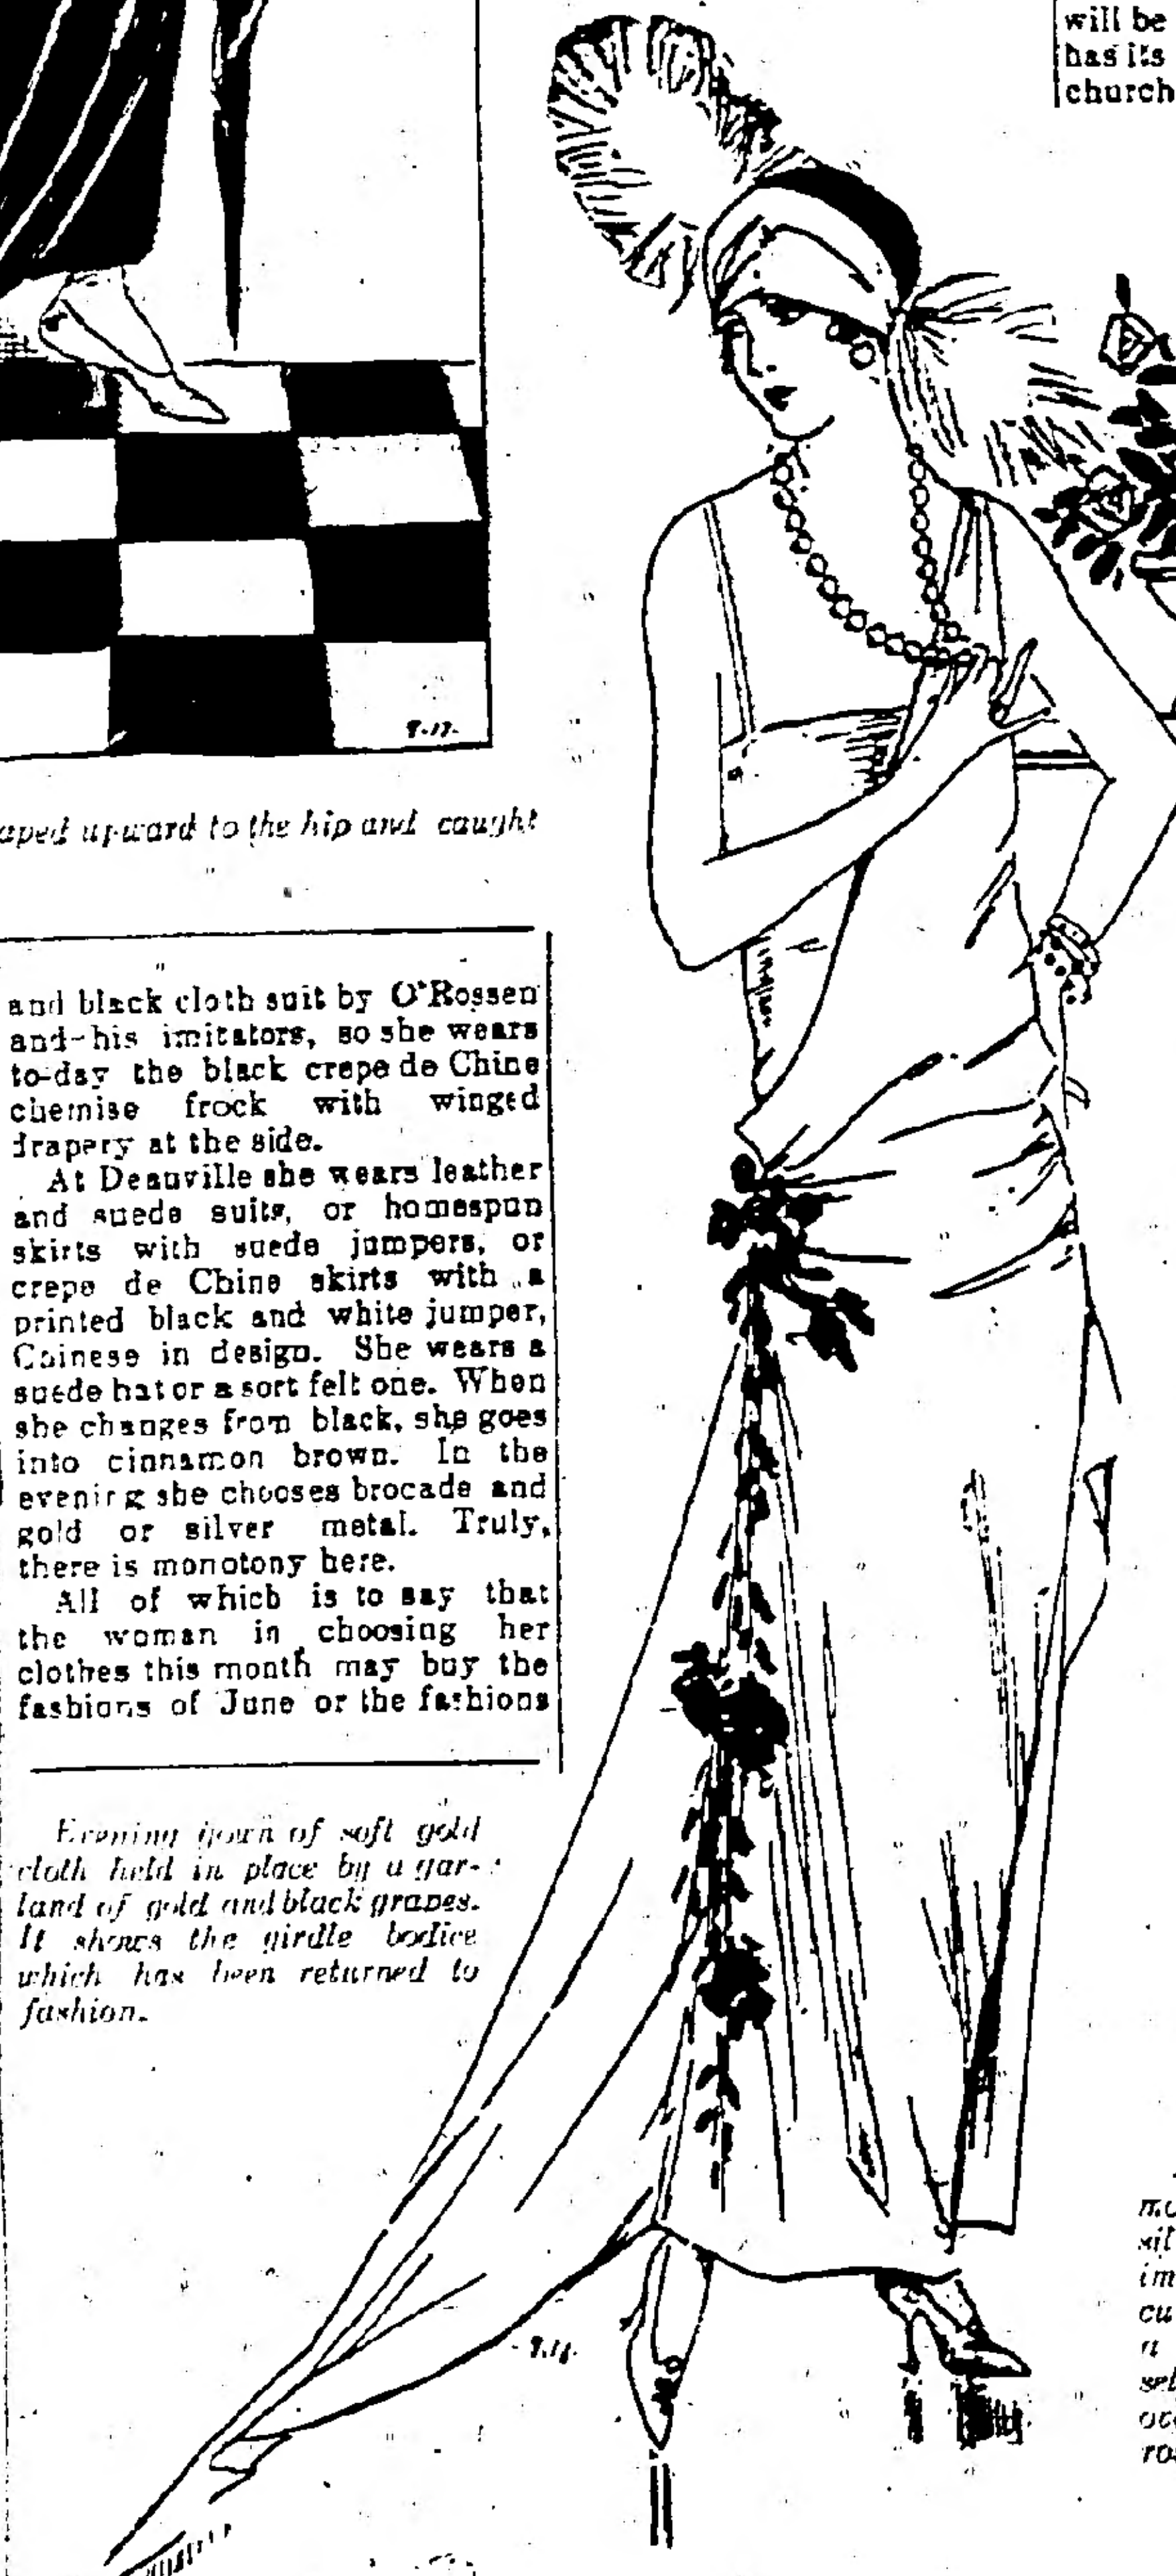 will be
has its
church
aped upward to the hip and caught
and black cloth suit by O'Rossen
and his imitators, so she wears
to-day the black crepe de Chine
chemise frock with winged
drapery at the side.
At Deauville she wears leather
and suede suits, or homespun
skirts with suede jumpers, or
crepe de Chine skirts with a
printed black and white jumper,
Chinese in design. She wears a
suede hat or a sort felt one. When
she changes from black, she goes
into cinnamon brown. In the
evening she chooses brocade and
gold or silver metal. Truly,
there is monotony here.
All of which is to say that
the woman in choosing her
clothes this month may buy the
fashions of June or the fashions
Evening gown of soft gold
cloth held in place by a gar-
land of gold and black grapes.
It shows the girdle bodice
which has been returned to
fashion.